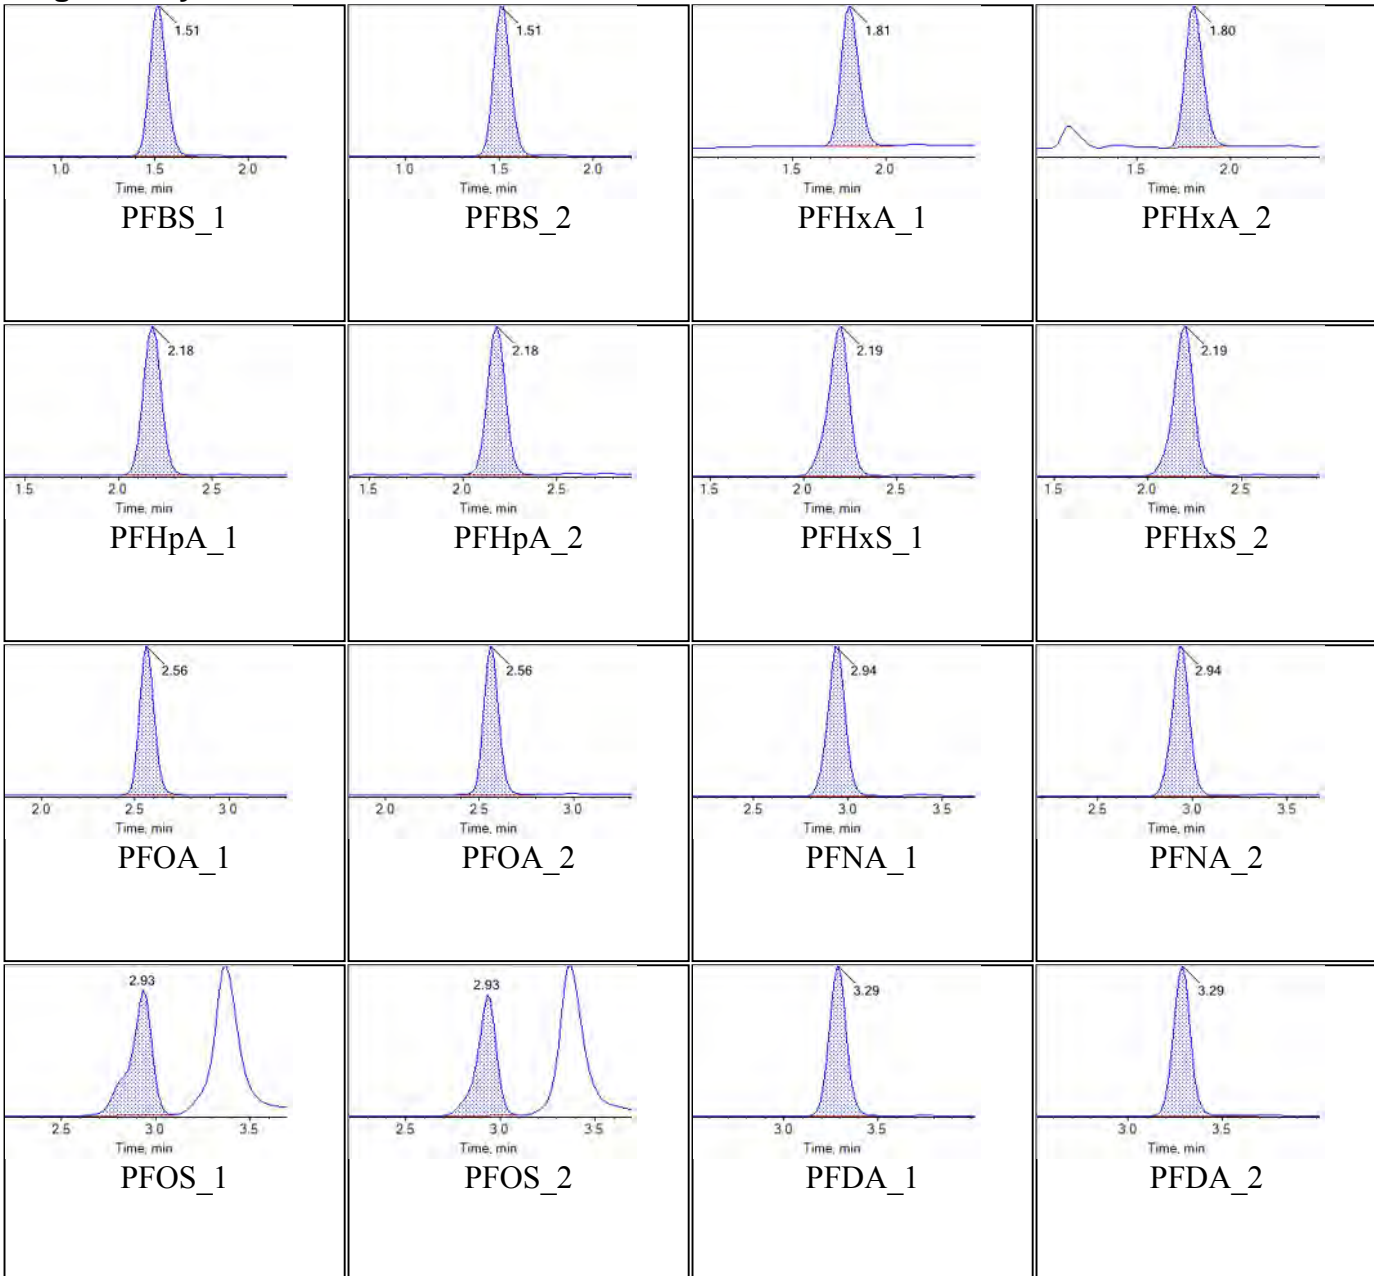 1.51 1.51 1.81 1.80
1.0 1.5 2.0 1.0 1.5 2.0 1.5 2.0 1.5 2.0
Time, min Time, min Time, min Time, min
PFBS_1 PFBS_2 PFHxA_1 PFHxA_2
2.18 2.18 2.19 2.19
1.5 2.0 2.5 1.5 2.0 2.5 1.5 2.0 2.5 1.5 2.0 2.5
Time, min Time, min Time, min Time, min
PFHpA_1 PFHpA_2 PFHxS_1 PFHxS_2
2.56 2.56 2.94 2.94
2.0 2.5 3.0 2.0 2.5 3.0 2.5 3.0 3.5 2.5 3.0 3.5
Time, min Time, min Time, min Time, min
PFOA_1 PFOA_2 PFNA_1 PFNA_2
2.93 2.93 3.29 3.29
2.5 3.0 3.5 2.5 3.0 3.5 3.0 3.5 3.0 3.5
Time, min Time, min Time, min Time, min
PFOS_1 PFOS_2 PFDA_1 PFDA_2